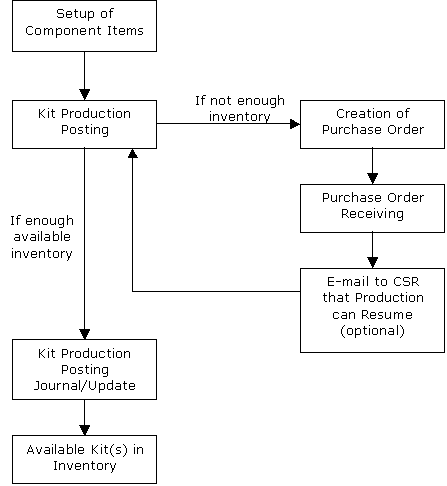 Setup of
Component Items
Kit Production
Posting
If not enough
inventory
Creation of
Purchase Order
Purchase Order
Receiving
If enough
available
inventory
E-mail to CSR
that Production
can Resume
(optional)
Kit Production
Posting
Journal/Update
Available Kit(s) in
Inventory